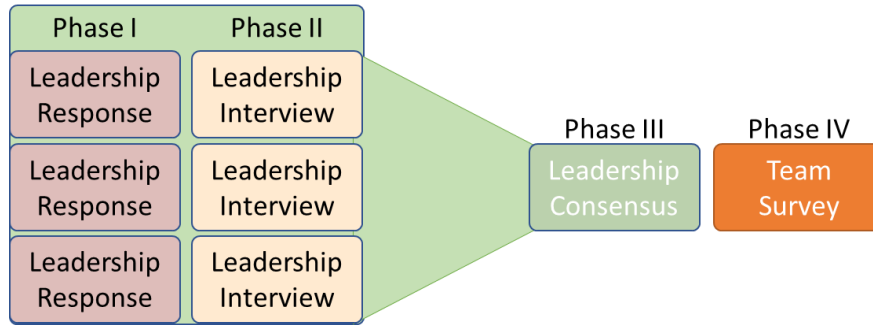 Phase I
Phase II
Leadership
Response
Leadership
Interview
Leadership
Response
Leadership
Interview
Leadership
Response
Leadership
Interview
Phase III
Leadership
Consensus
Phase IV
Team
Survey